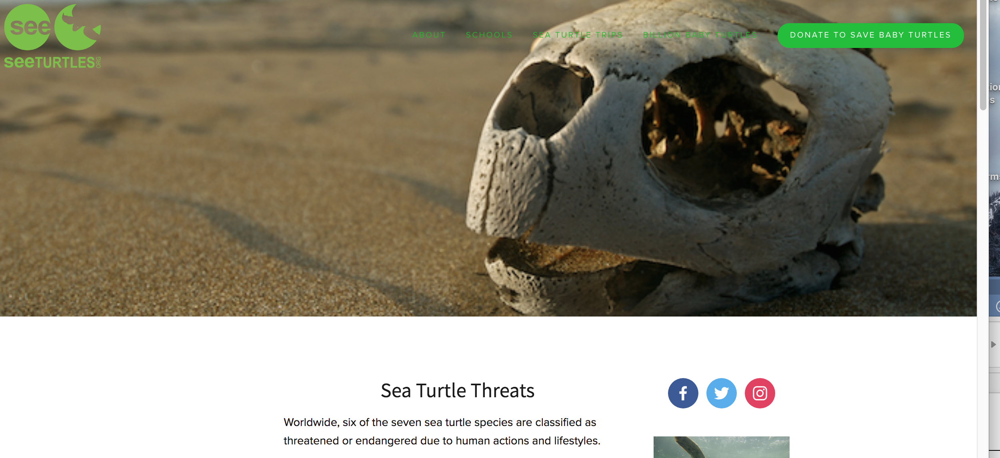 see
seeTURTLES.ORG
ABOUT
SCHOOLS
SEA TURTLE TRIPS
BILLION BABY TURTLES
DONATE TO SAVE BABY TURTLES
Sea Turtle Threats
Worldwide, six of the seven sea turtle species are classified as
threatened or endangered due to human actions and lifestyles.